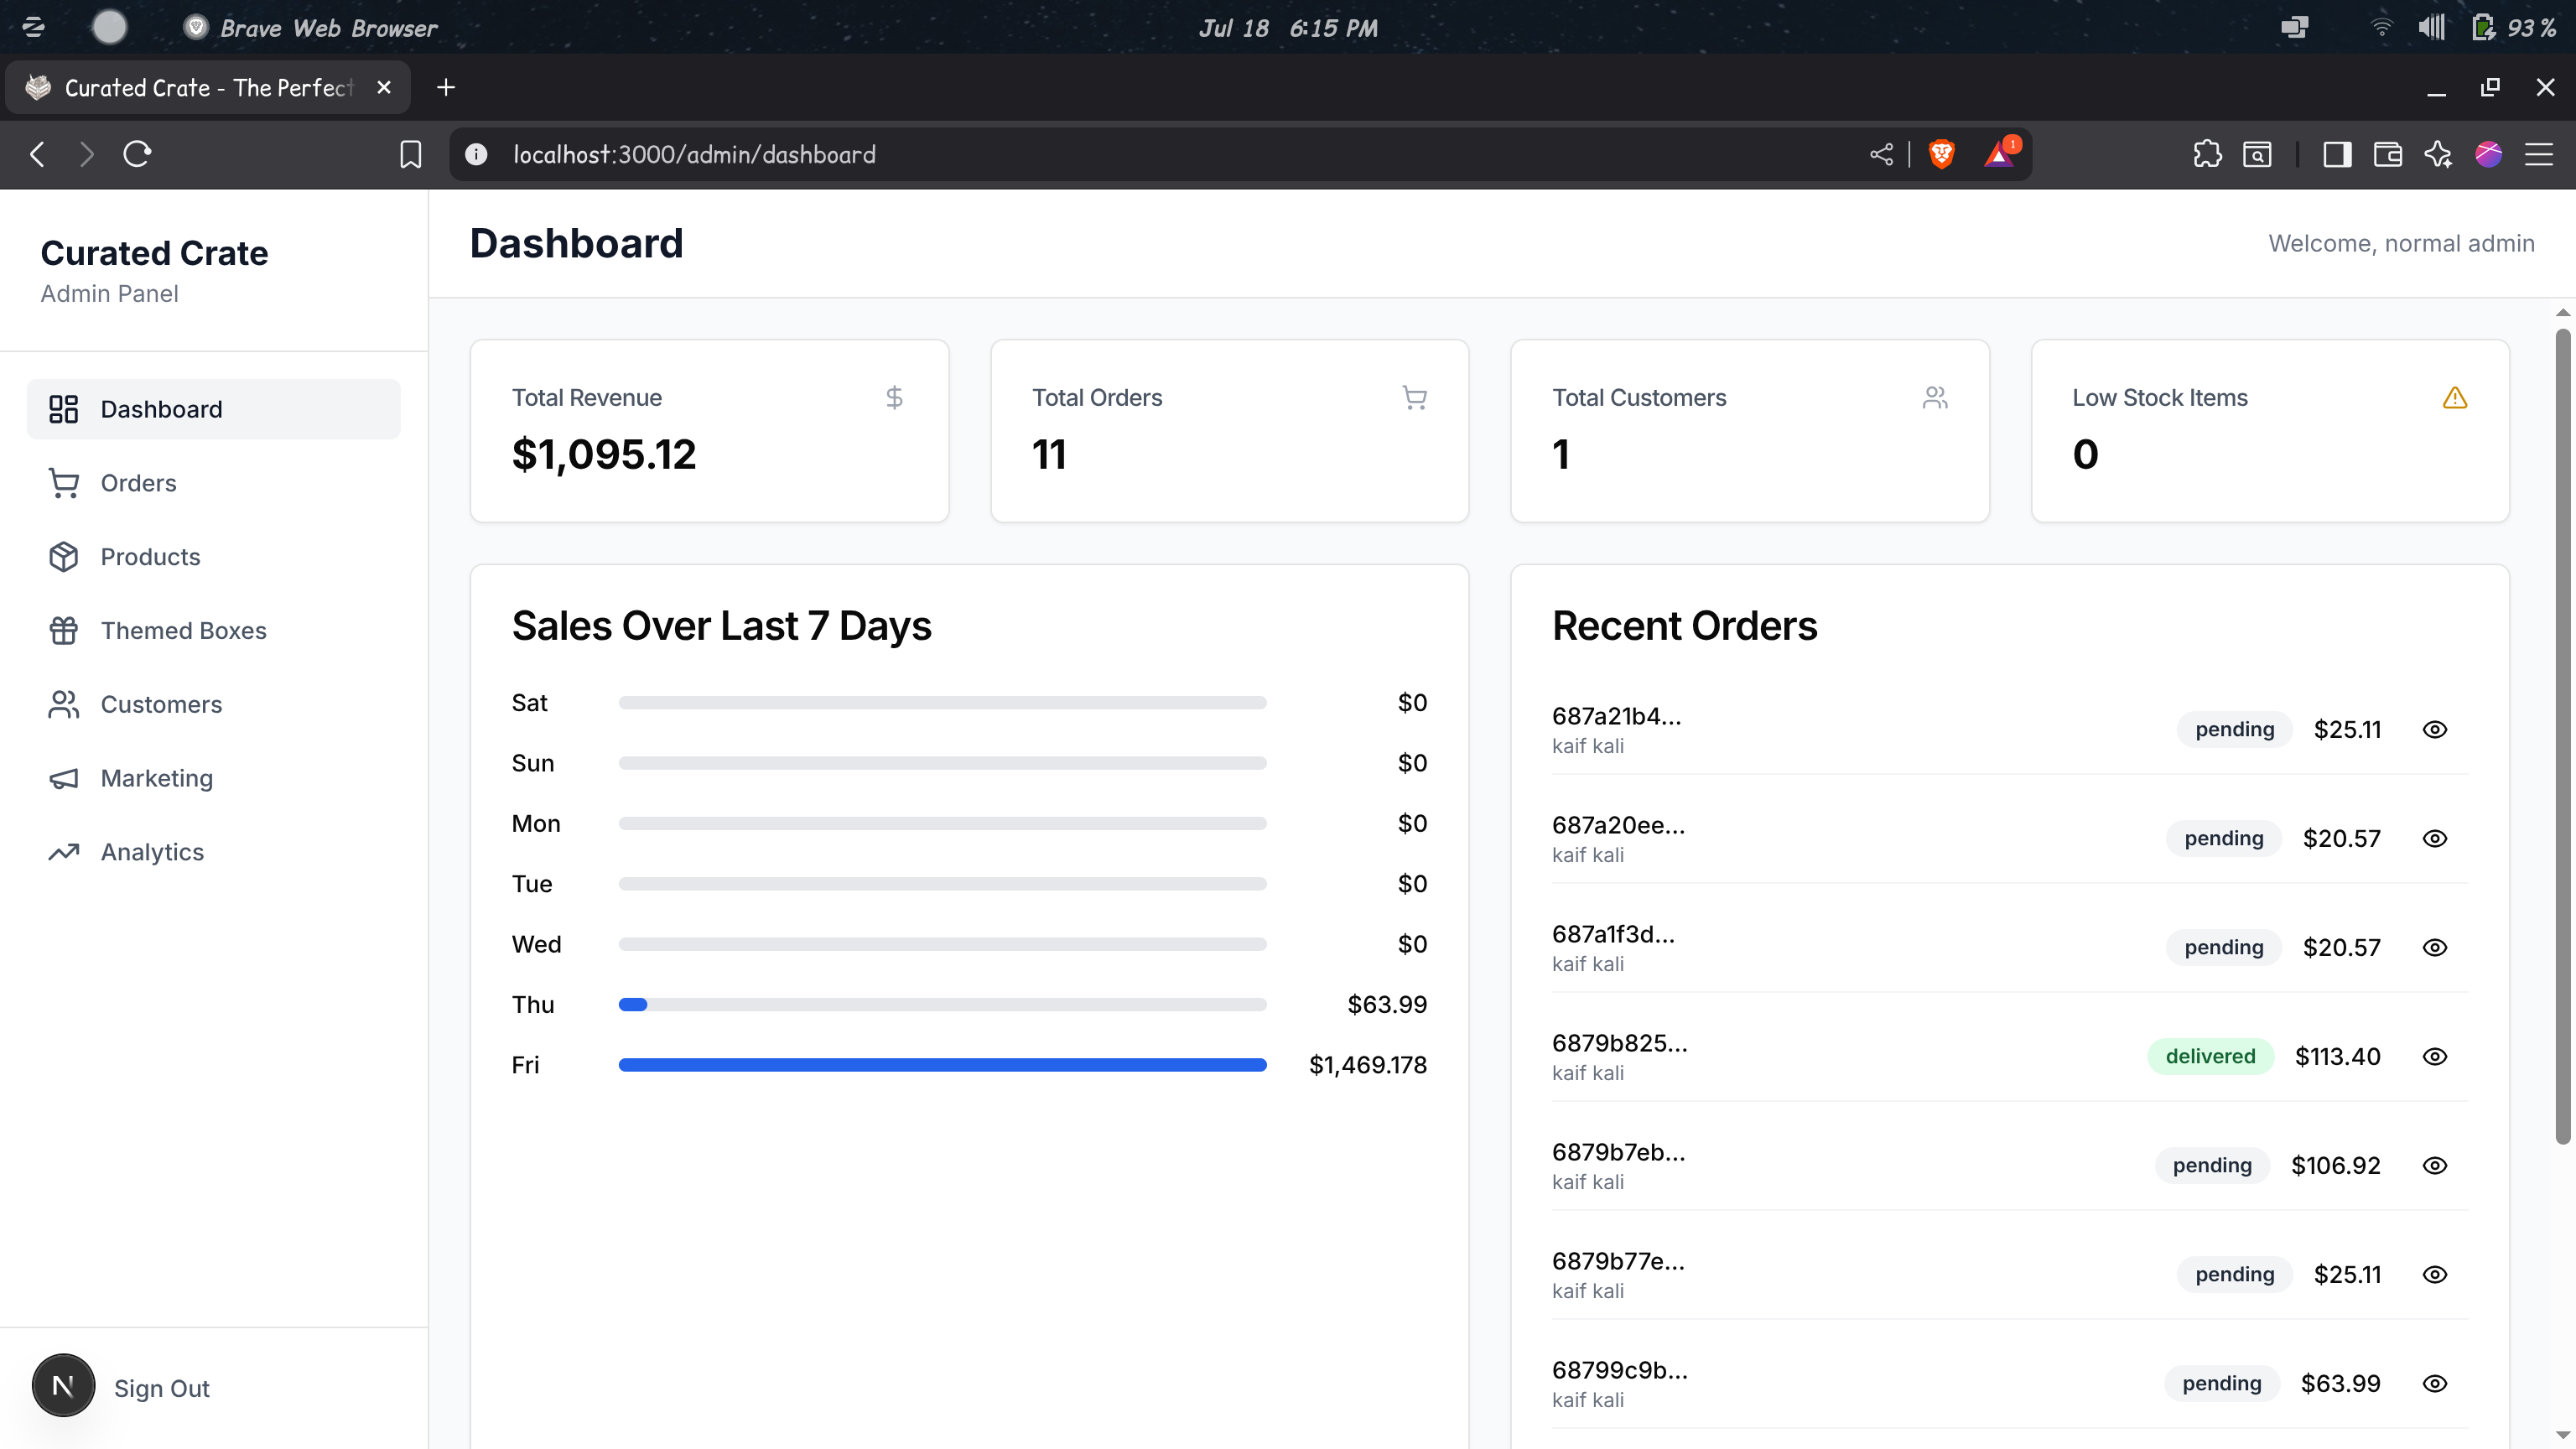 Brave Web Browser
Jul 18 6:15 PM
93 %
Curated Crate - The Perfect
localhost:3000/admin/dashboard
1
Curated Crate
Admin Panel
Dashboard
Orders
Products
Themed Boxes
Customers
Marketing
Analytics
N
Sign Out
Dashboard
Welcome, normal admin
Total Revenue
$1,095.12
Total Orders
11
Total Customers
1
Low Stock Items
0
Sales Over Last 7 Days
Sat $0
Sun $0
Mon $0
Tue $0
Wed $0
Thu $63.99
Fri $1,469.178
Recent Orders
687a21b4...
kaif kali
pending $25.11
687a20ee...
kaif kali
pending $20.57
687a1f3d...
kaif kali
pending $20.57
6879b825...
kaif kali
delivered $113.40
6879b7eb...
kaif kali
pending $106.92
6879b77e...
kaif kali
pending $25.11
68799c9b...
kaif kali
pending $63.99